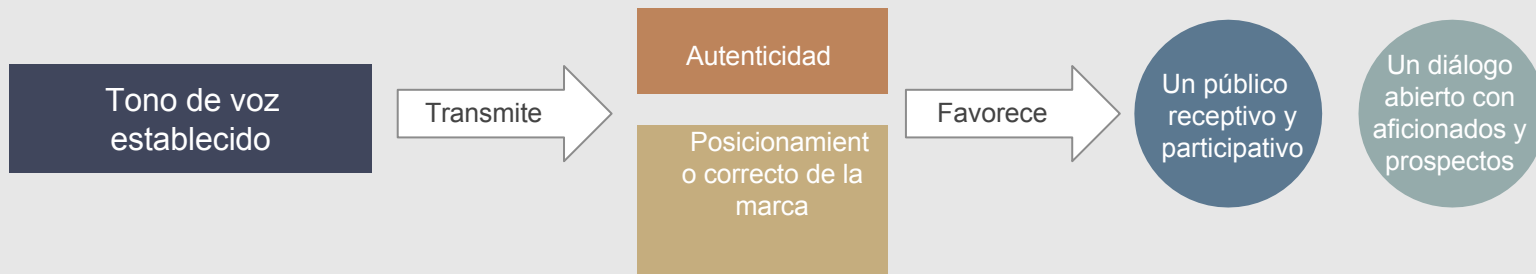 Tono de voz
establecido
Transmite
Autenticidad
Posicionamient
o correcto de la
marca
Favorece
Un público
receptivo y
participativo
Un diálogo
abierto con
aficionados y
prospectos